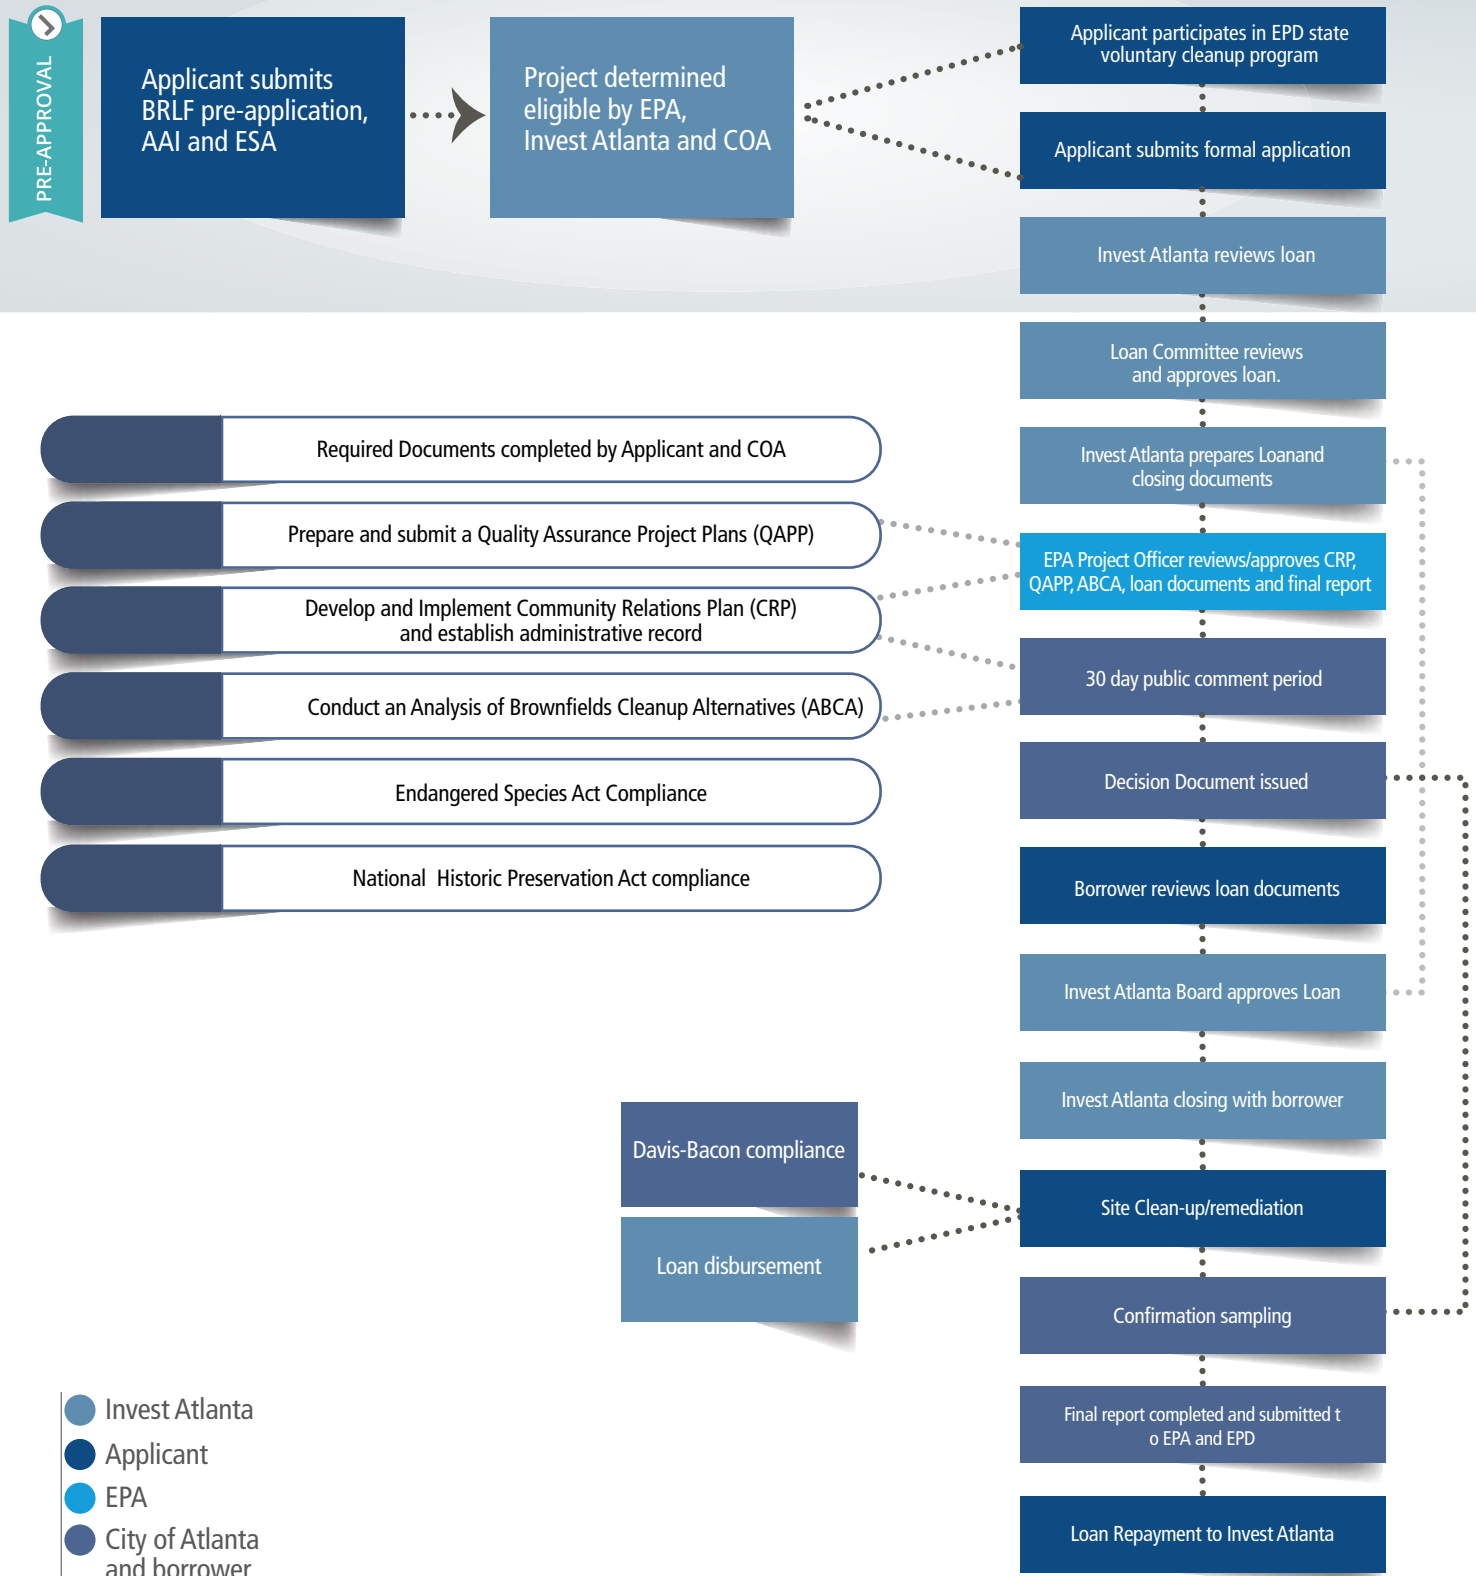 PRE-APPROVAL
Applicant submits
BRLF pre-application,
AAI and ESA
Project determined
eligible by EPA,
Invest Atlanta and COA
Applicant participates in EPD state
voluntary cleanup program
Applicant submits formal application
Invest Atlanta reviews loan
Loan Committee reviews
and approves loan.
Invest Atlanta prepares Loanand
closing documents
EPA Project Officer reviews/approves CRP,
QAPP, ABCA, loan documents and final report
30 day public comment period
Decision Document issued
Borrower reviews loan documents
Invest Atlanta Board approves Loan
Invest Atlanta closing with borrower
Site Clean-up/remediation
Confirmation sampling
Final report completed and submitted t
o EPA and EPD
Loan Repayment to Invest Atlanta
Required Documents completed by Applicant and COA
Prepare and submit a Quality Assurance Project Plans (QAPP)
Develop and Implement Community Relations Plan (CRP)
and establish administrative record
Conduct an Analysis of Brownfields Cleanup Alternatives (ABCA)
Endangered Species Act Compliance
National Historic Preservation Act compliance
Davis-Bacon compliance
Loan disbursement
Invest Atlanta
Applicant
EPA
City of Atlanta
and borrower